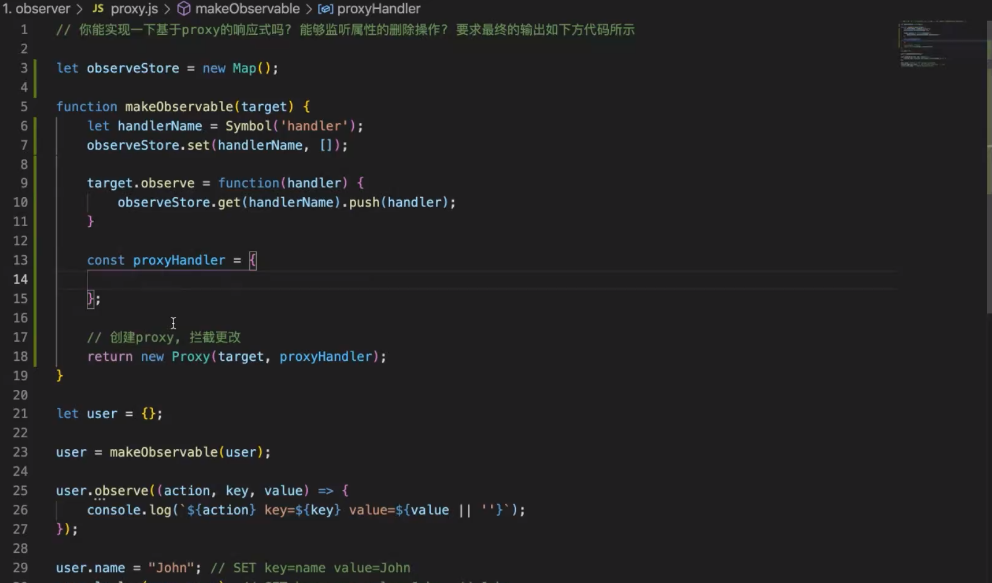 1. observer > JS proxy.js > makeObservable > proxyHandler
1 // 你能实现一下基于proxy的响应式吗? 能够监听属性的删除操作? 要求最终的输出如下方代码所示
2
3 let observeStore = new Map();
4
5 function makeObservable(target) {
6 let handlerName = Symbol('handler');
7 observeStore.set(handlerName, []);
8
9 target.observe = function(handler) {
10 observeStore.get(handlerName).push(handler);
11 }
12
13 const proxyHandler = {
14
15 };
16
17 // 创建proxy, 拦截更改
18 return new Proxy(target, proxyHandler);
19 }
20
21 let user = {};
22
23 user = makeObservable(user);
24
25 user.observe((action, key, value) => {
26 console.log(`${action} key=${key} value=${value || ''}`);
27 });
28
29 user.name = "John"; // SET key=name value=John